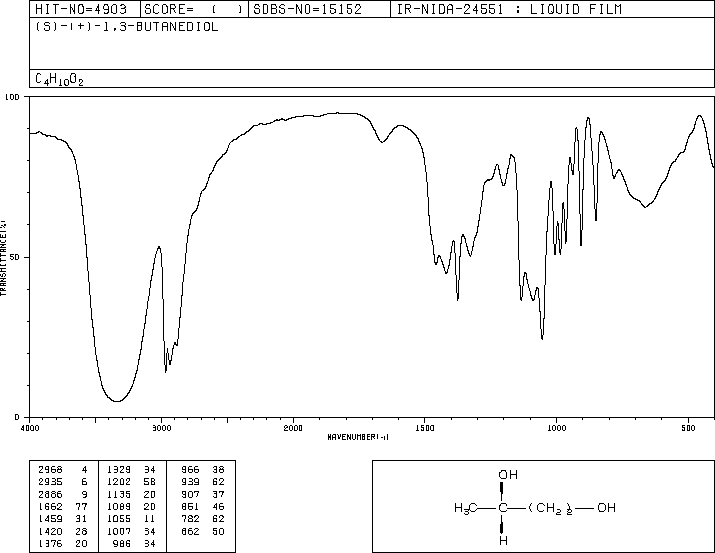 HIT-NO=4903 SCORE= ( ) SDBS-NO=15152 IR-NIDA-24551 : LIQUID FILM
(S)-(+)-1,3-BUTANEDIOL
C4H10O2
100
TRANSMITTANCE(%)
50
0
4000 3000 2000 1500 1000 500
WAVENUMBER(-1)
2968 4 1329 34 966 38
2935 6 1202 58 939 62
2886 9 1135 20 907 37
1662 77 1089 20 851 46
1459 31 1055 11 782 62
1420 28 1007 34 662 50
1376 20 986 34
OH
H3C C (CH2)2 OH
H